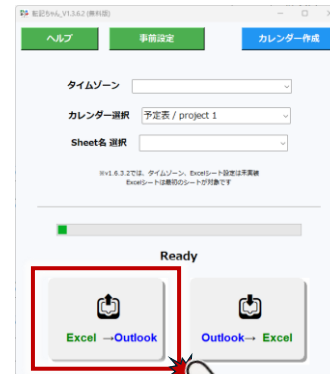 転記ちゃん_V1.3.6.2 (無料版)
ヘルプ 事前設定 カレンダー作成
タイムゾーン
カレンダー選択 予定表 / project 1
Sheet名 選択
※v1.6.3.2では、タイムゾーン、Excelシート設定は未実装
Excelシートは最初のシートが対象です
Ready
Excel →Outlook
Outlook→ Excel